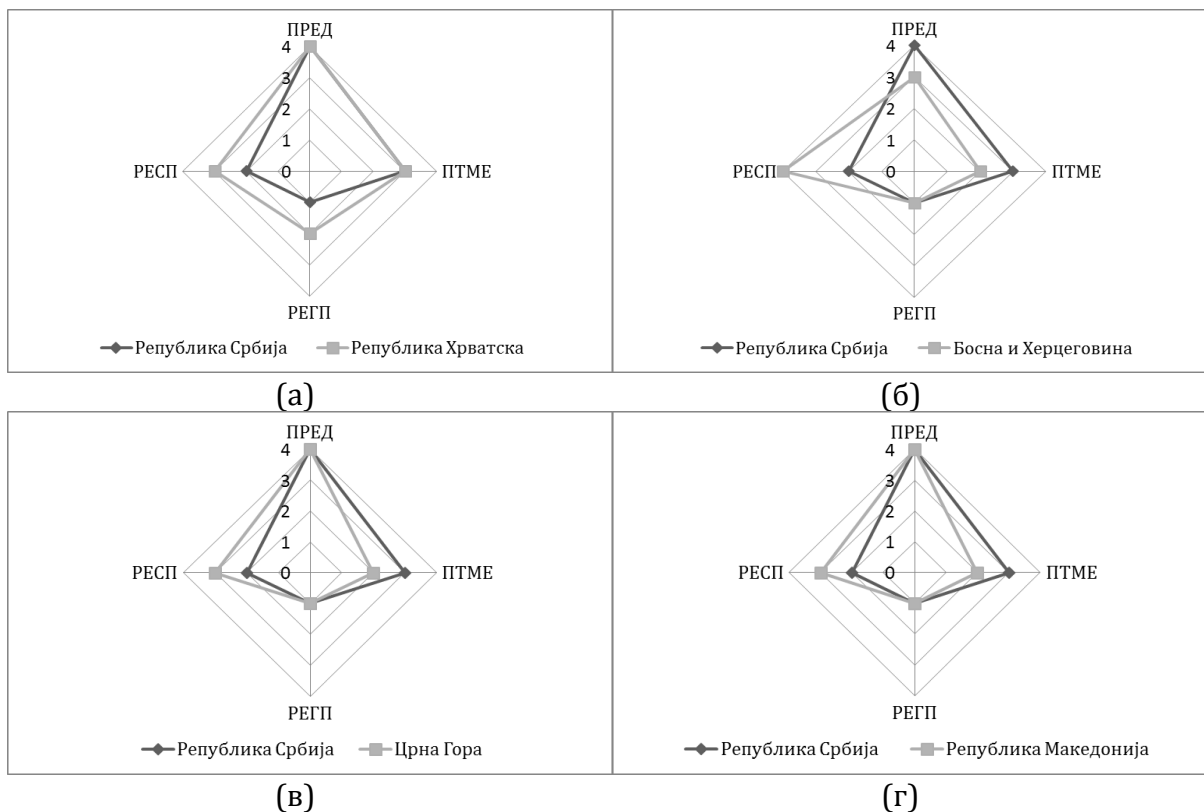 ПРЕД
4
3
2
1
0
РЕСП
ПТМЕ
РЕГП
Република Србија Република Хрватска
(а)
ПРЕД
4
3
2
1
0
РЕСП
ПТМЕ
РЕГП
Република Србија Босна и Херцеговина
(б)
ПРЕД
4
3
2
1
0
РЕСП
ПТМЕ
РЕГП
Република Србија Црна Гора
(в)
ПРЕД
4
3
2
1
0
РЕСП
ПТМЕ
РЕГП
Република Србија Република Македонија
(г)